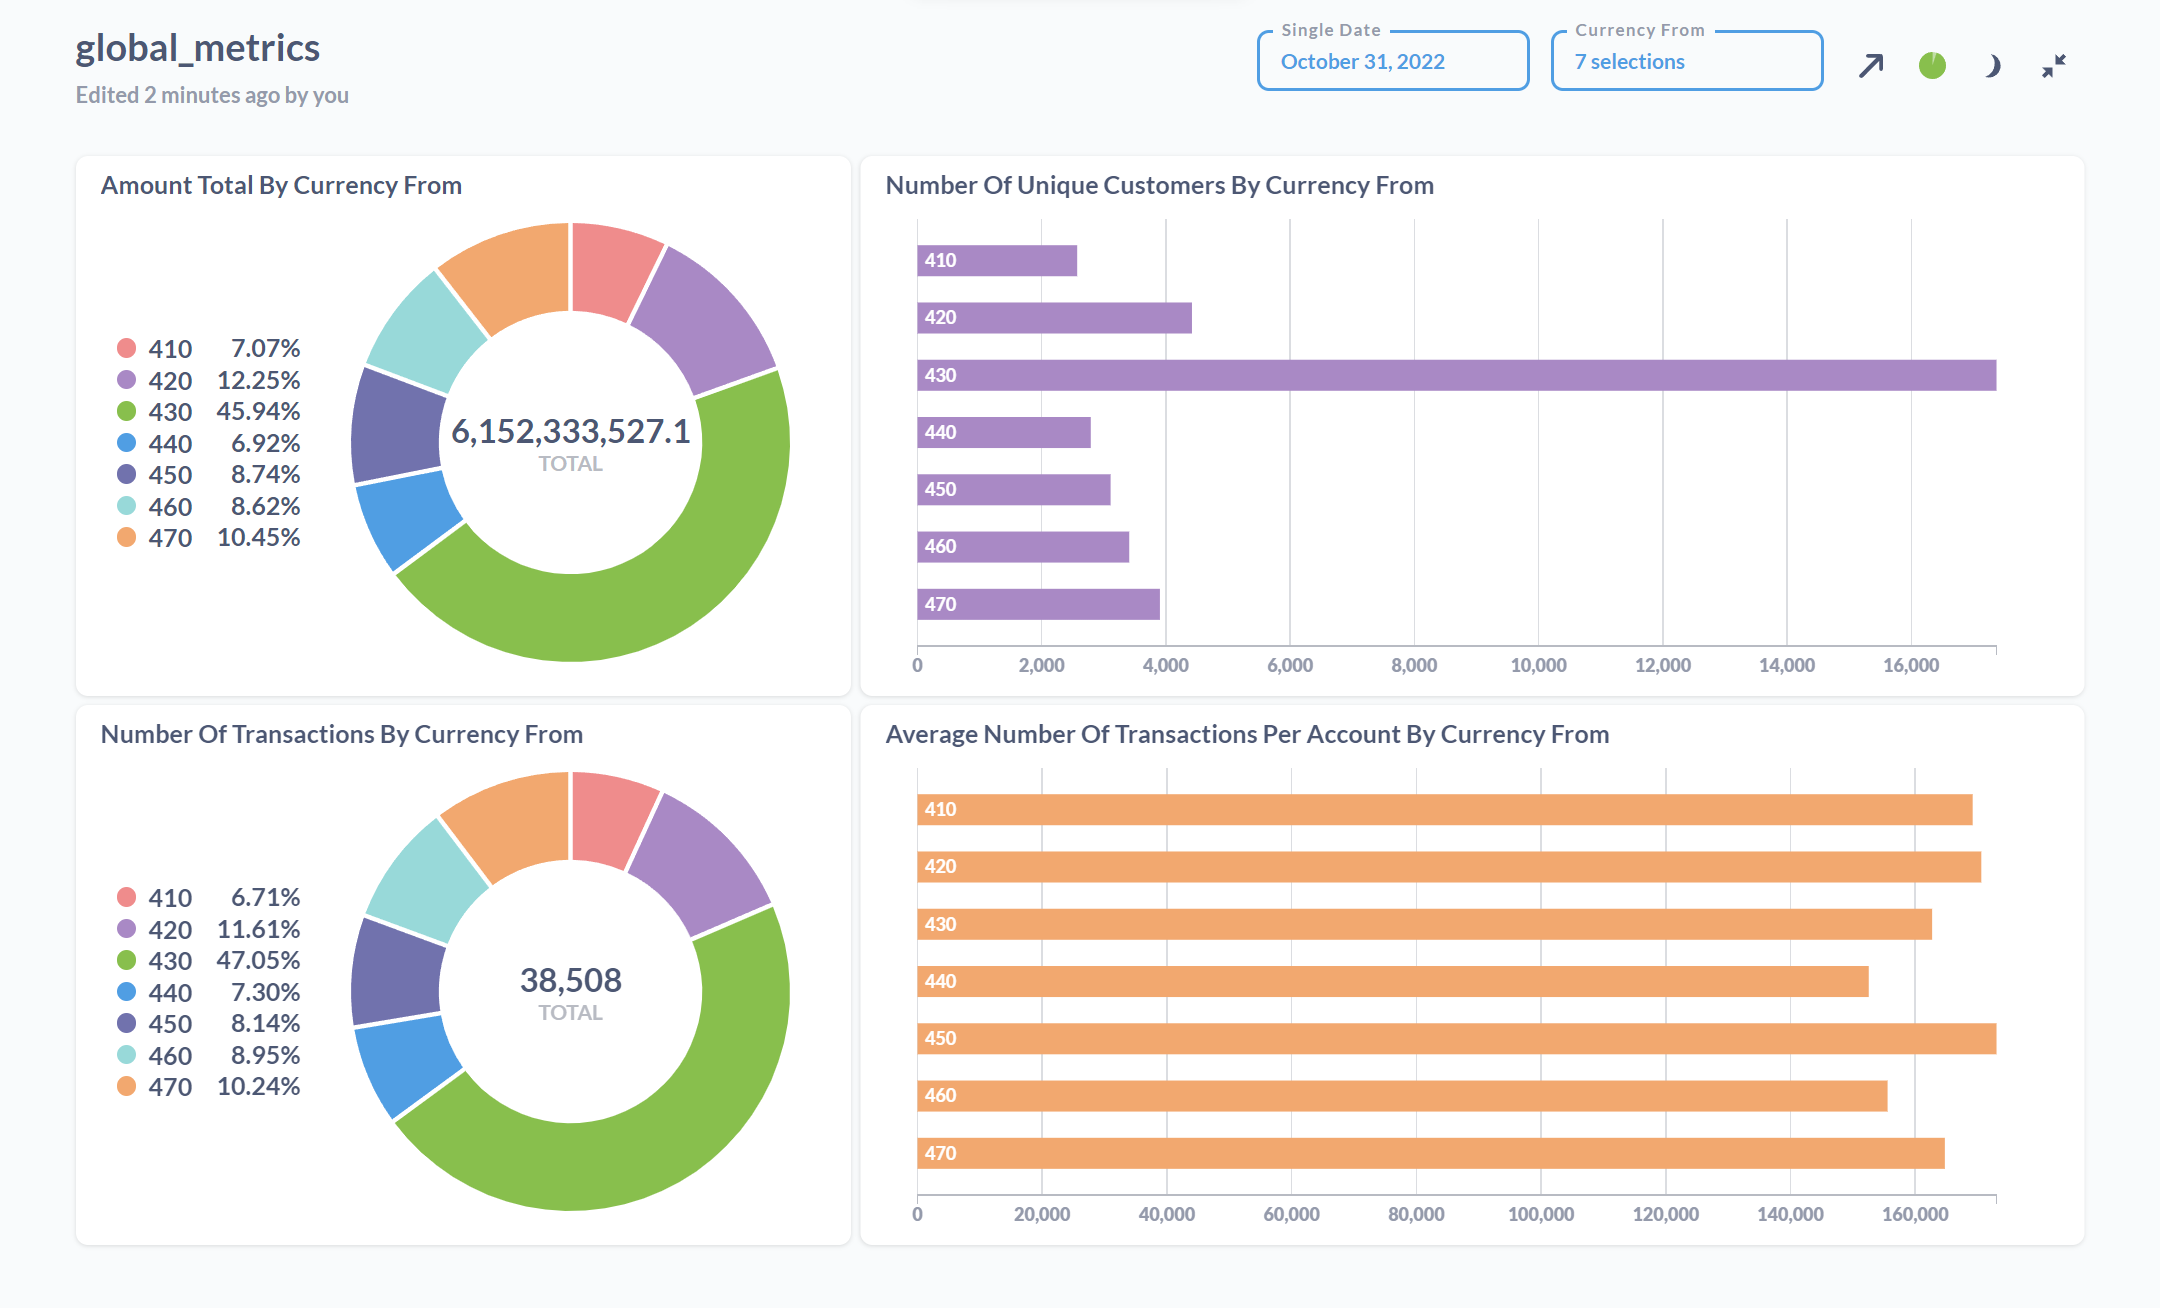 global_metrics
Edited 2 minutes ago by you
Single Date
October 31, 2022
Currency From
7 selections
Amount Total By Currency From
410 7.07%
420 12.25%
430 45.94%
440 6.92%
450 8.74%
460 8.62%
470 10.45%
6,152,333,527.1
TOTAL
Number Of Unique Customers By Currency From
410
420
430
440
450
460
470
0 2,000 4,000 6,000 8,000 10,000 12,000 14,000 16,000
Number Of Transactions By Currency From
410 6.71%
420 11.61%
430 47.05%
440 7.30%
450 8.14%
460 8.95%
470 10.24%
38,508
TOTAL
Average Number Of Transactions Per Account By Currency From
410
420
430
440
450
460
470
0 20,000 40,000 60,000 80,000 100,000 120,000 140,000 160,000